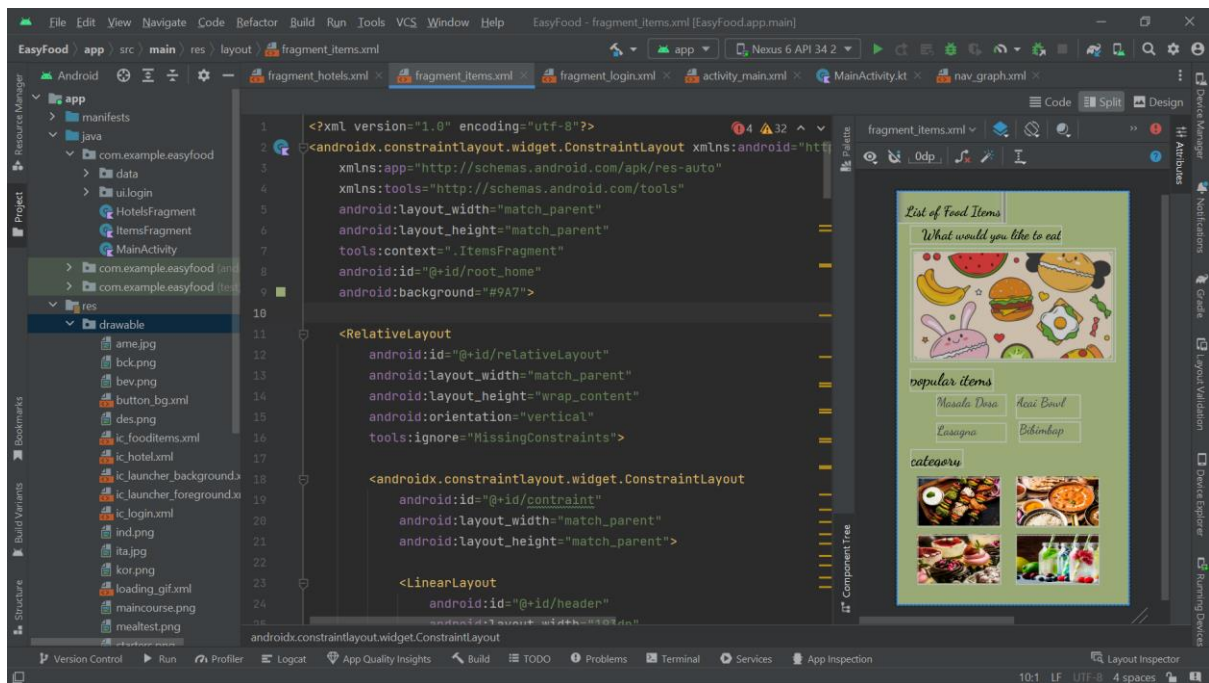 File Edit View Navigate Code Refactor Build Run Tools VCS Window Help EasyFood - fragment_items.xml [EasyFood.app.main]
EasyFood app src main res layout fragment_items.xml app Nexus 6 API 34 2
Android fragment_hotels.xml fragment_items.xml fragment_login.xml activity_main.xml MainActivity.kt nav_graph.xml
Code Split Design
Resource Manager
Project
Bookmarks
Build Variants
Structure
app
manifests
java
com.example.easyfood
data
ui.login
HotelsFragment
ItemsFragment
MainActivity
com.example.easyfood (and
com.example.easyfood (test
res
drawable
ame.jpg
bck.png
bev.png
button_bg.xml
des.png
ic_fooditems.xml
ic_hotel.xml
ic_launcher_background.x
ic_launcher_foreground.xi
ic_login.xml
ind.png
ita.jpg
kor.png
loading_gif.xml
maincourse.png
mealtest.png
4 32
1 <?xml version="1.0" encoding="utf-8"?>
2 <androidx.constraintlayout.widget.ConstraintLayout xmlns:android="http
3 xmlns:app="http://schemas.android.com/apk/res-auto"
4 xmlns:tools="http://schemas.android.com/tools"
5 android:layout_width="match_parent"
6 android:layout_height="match_parent"
7 tools:context=".ItemsFragment"
8 android:id="@+id/root_home"
9 android:background="#9A7">
10
11 <RelativeLayout
12 android:id="@+id/relativeLayout"
13 android:layout_width="match_parent"
14 android:layout_height="wrap_content"
15 android:orientation="vertical"
16 tools:ignore="MissingConstraints">
17
18 <androidx.constraintlayout.widget.ConstraintLayout
19 android:id="@+id/contraint"
20 android:layout_width="match_parent"
21 android:layout_height="match_parent">
22
23 <LinearLayout
24 android:id="@+id/header"
androidx.constraintlayout.widget.ConstraintLayout
Palette
Component Tree
fragment_items.xml
0dp
List of Food Items
What would you like to eat
popular items
Masala Dosa Acai Bowl
Lasagna Bibimbap
category
Attributes
Device Manager
Notifications
Gradle
Layout Validation
Device Explorer
Running Devices
Version Control Run Profiler Logcat App Quality Insights Build TODO Problems Terminal Services App Inspection Layout Inspector
10:1 LF UTF-8 4 spaces